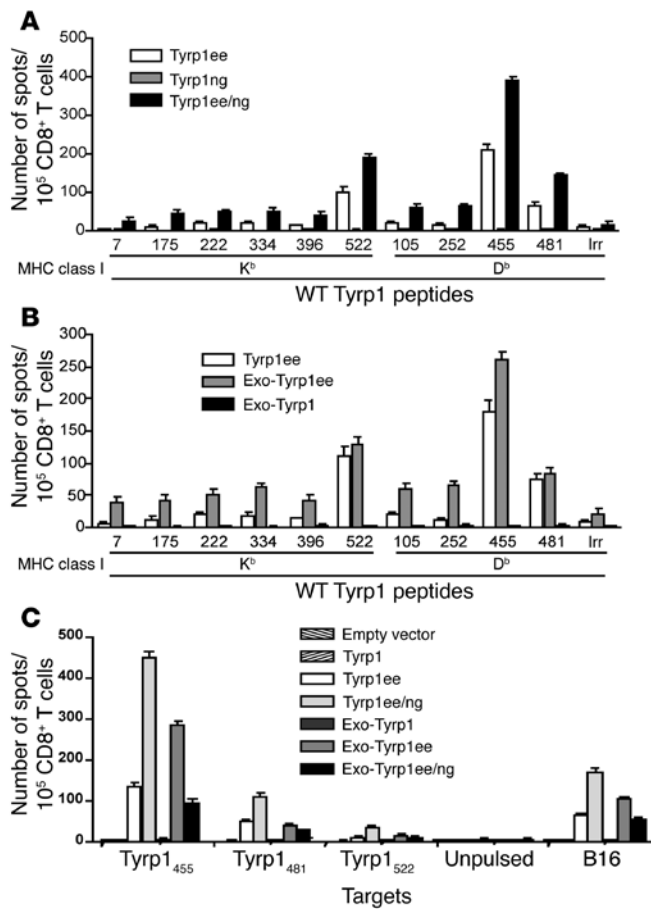 A
Number of spots/
10⁵ CD8⁺ T cells
500
400
300
200
100
0
Tyrp1ee
Tyrp1ng
Tyrp1ee/ng
7 175 222 334 396 522 105 252 455 481 Irr
MHC class I
Kᵇ Dᵇ
WT Tyrp1 peptides
B
Number of spots/
10⁵ CD8⁺ T cells
300
250
200
150
100
50
0
Tyrp1ee
Exo-Tyrp1ee
Exo-Tyrp1
7 175 222 334 396 522 105 252 455 481 Irr
MHC class I
Kᵇ Dᵇ
WT Tyrp1 peptides
C
Number of spots/
10⁵ CD8⁺ T cells
500
400
300
200
100
0
Empty vector
Tyrp1
Tyrp1ee
Tyrp1ee/ng
Exo-Tyrp1
Exo-Tyrp1ee
Exo-Tyrp1ee/ng
Tyrp1₄₅₅ Tyrp1₄₈₁ Tyrp1₅₂₂ Unpulsed B16
Targets